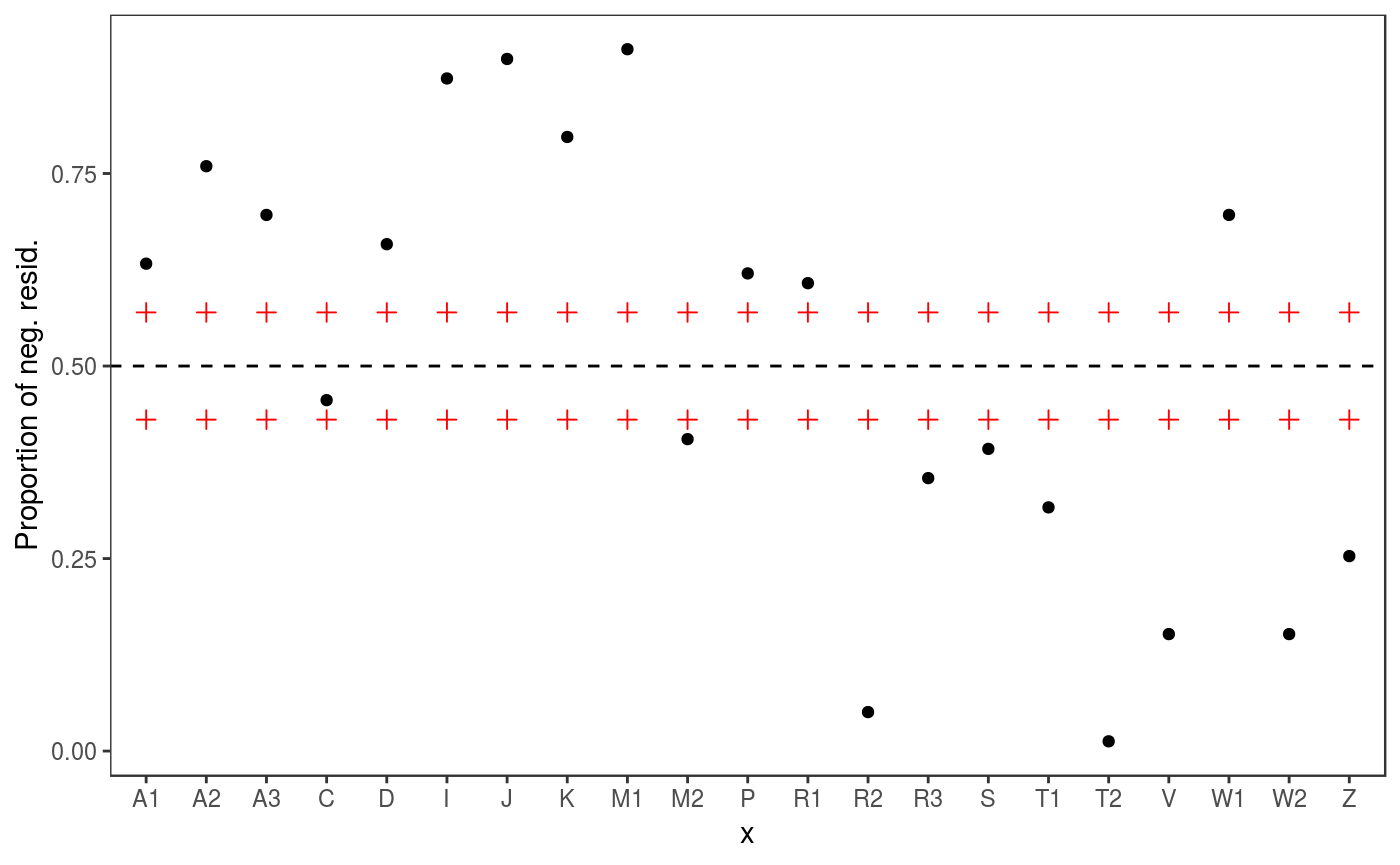 Proportion of neg. resid.
0.75
0.50
0.25
0.00
A1 A2 A3 C D I J K M1 M2 P R1 R2 R3 S T1 T2 V W1 W2 Z
x